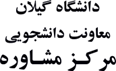 دانشگاه گیلان
معاونت دانشجویی
مرکز مشاوره